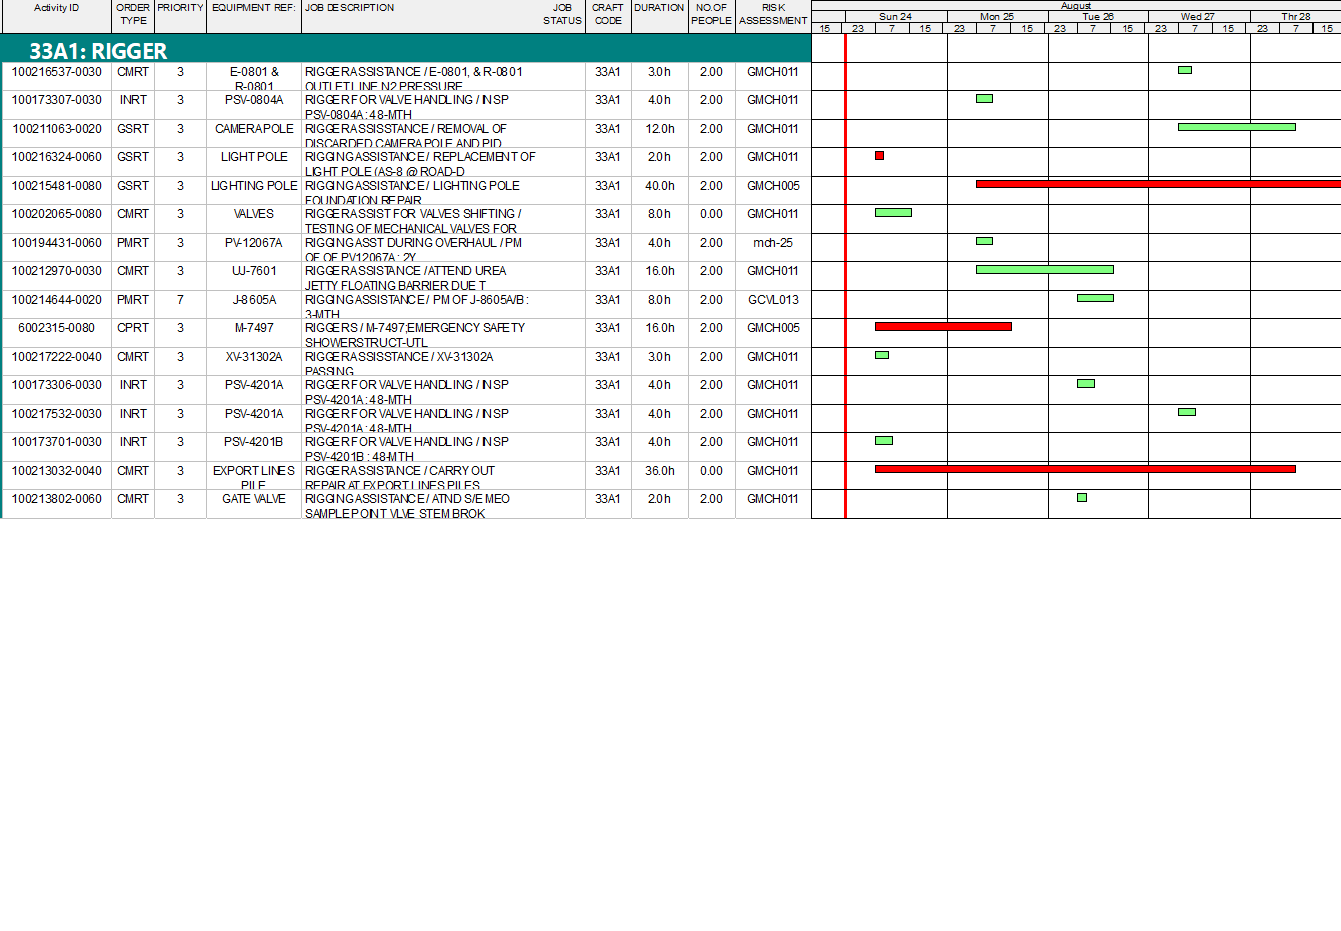 Activity ID ORDER TYPE PRIORITY EQUIPMENT REF: JOB DESCRIPTION JOB STATUS CRAFT CODE DURATION NO.OF PEOPLE RISK ASSESSMENT
August
Sun 24 Mon 25 Tue 26 Wed 27 Thr 28
15 23 7 15 23 7 15 23 7 15 23 7 15 23 7 15
33A1: RIGGER
100216537-0030 CMRT 3 E-0801 & RIGGER ASSISTANCE / E-0801, & R-0801 33A1 3.0h 2.00 GMCH011
R-0801 OUTLET LINE N2 PRESSURE
100173307-0030 INRT 3 PSV-0804A RIGGER FOR VALVE HANDLING / INSP 33A1 4.0h 2.00 GMCH011
PSV-0804A : 48-MTH
100211063-0020 GSRT 3 CAMERA POLE RIGGER ASSISSTANCE / REMOVAL OF 33A1 12.0h 2.00 GMCH011
DISCARDED CAMERA POLE AND PID
100216324-0060 GSRT 3 LIGHT POLE RIGGING ASSISTANCE / REPLACEMENT OF 33A1 2.0h 2.00 GMCH011
LIGHT POLE (AS-8 @ ROAD-D
100215481-0080 GSRT 3 LIGHTING POLE RIGGING ASSISTANCE / LIGHTING POLE 33A1 40.0h 2.00 GMCH005
FOUNDATION REPAIR
100202065-0080 CMRT 3 VALVES RIGGER ASSIST FOR VALVES SHIFTING / 33A1 8.0h 0.00 GMCH011
TESTING OF MECHANICAL VALVES FOR
100194431-0060 PMRT 3 PV-12067A RIGGING ASST DURING OVERHAUL / PM 33A1 4.0h 2.00 mch-25
OF OF PV12067A : 2Y
100212970-0030 CMRT 3 UJ-7601 RIGGER ASSISTANCE / ATTEND UREA 33A1 16.0h 2.00 GMCH011
JETTY FLOATING BARRIER DUE T
100214644-0020 PMRT 7 J-8605A RIGGING ASSISTANCE / PM OF J-8605A/B : 33A1 8.0h 2.00 GCVL013
3-MTH
6002315-0080 CPRT 3 M-7497 RIGGERS / M-7497;EMERGENCY SAFETY 33A1 16.0h 2.00 GMCH005
SHOWERSTRUCT-UTL
100217222-0040 CMRT 3 XV-31302A RIGGER ASSISSTANCE / XV-31302A 33A1 3.0h 2.00 GMCH011
PASSING
100173306-0030 INRT 3 PSV-4201A RIGGER FOR VALVE HANDLING / INSP 33A1 4.0h 2.00 GMCH011
PSV-4201A : 48-MTH
100217532-0030 INRT 3 PSV-4201A RIGGER FOR VALVE HANDLING / INSP 33A1 4.0h 2.00 GMCH011
PSV-4201A : 48-MTH
100173701-0030 INRT 3 PSV-4201B RIGGER FOR VALVE HANDLING / INSP 33A1 4.0h 2.00 GMCH011
PSV-4201B : 48-MTH
100213032-0040 CMRT 3 EXPORT LINES RIGGER ASSISTANCE / CARRY OUT 33A1 36.0h 0.00 GMCH011
PILE REPAIR AT EXPORT LINES PILES
100213802-0060 CMRT 3 GATE VALVE RIGGING ASSISTANCE / ATND S/E MEO 33A1 2.0h 2.00 GMCH011
SAMPLE POINT VLVE STEM BROK